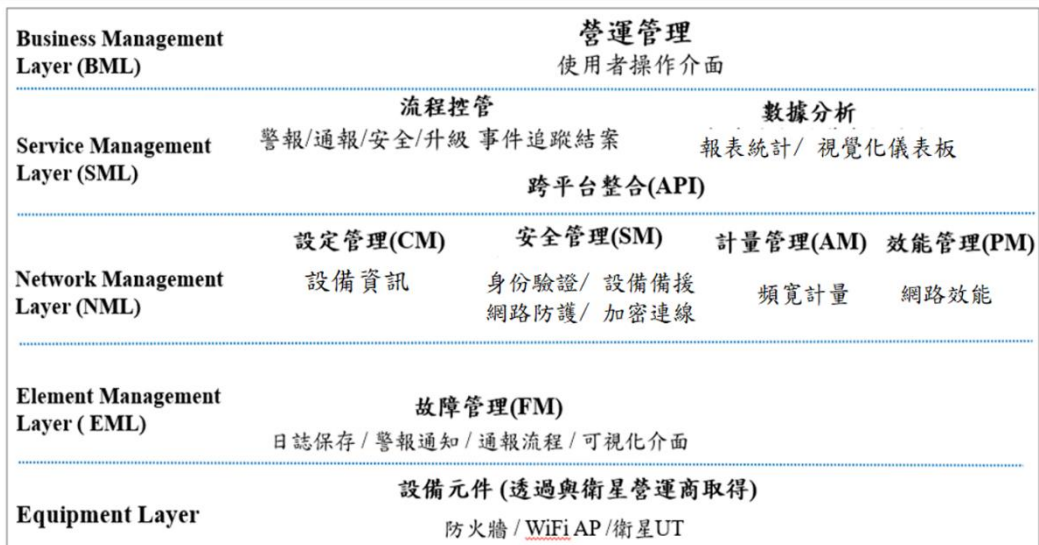 Business Management
Layer (BML)
營運管理
使用者操作介面
Service Management
Layer (SML)
流程控管
警報/通報/安全/升級 事件追蹤結案
數據分析
報表統計/ 視覺化儀表板
跨平台整合(API)
Network Management
Layer (NML)
設定管理(CM)
設備資訊
安全管理(SM)
身份驗證/ 設備備援
網路防護/ 加密連線
計量管理(AM)
頻寬計量
效能管理(PM)
網路效能
Element Management
Layer ( EML)
故障管理(FM)
日誌保存 / 警報通知 / 通報流程 / 可視化介面
Equipment Layer
設備元件 (透過與衛星營運商取得)
防火牆 / WiFi AP /衛星UT